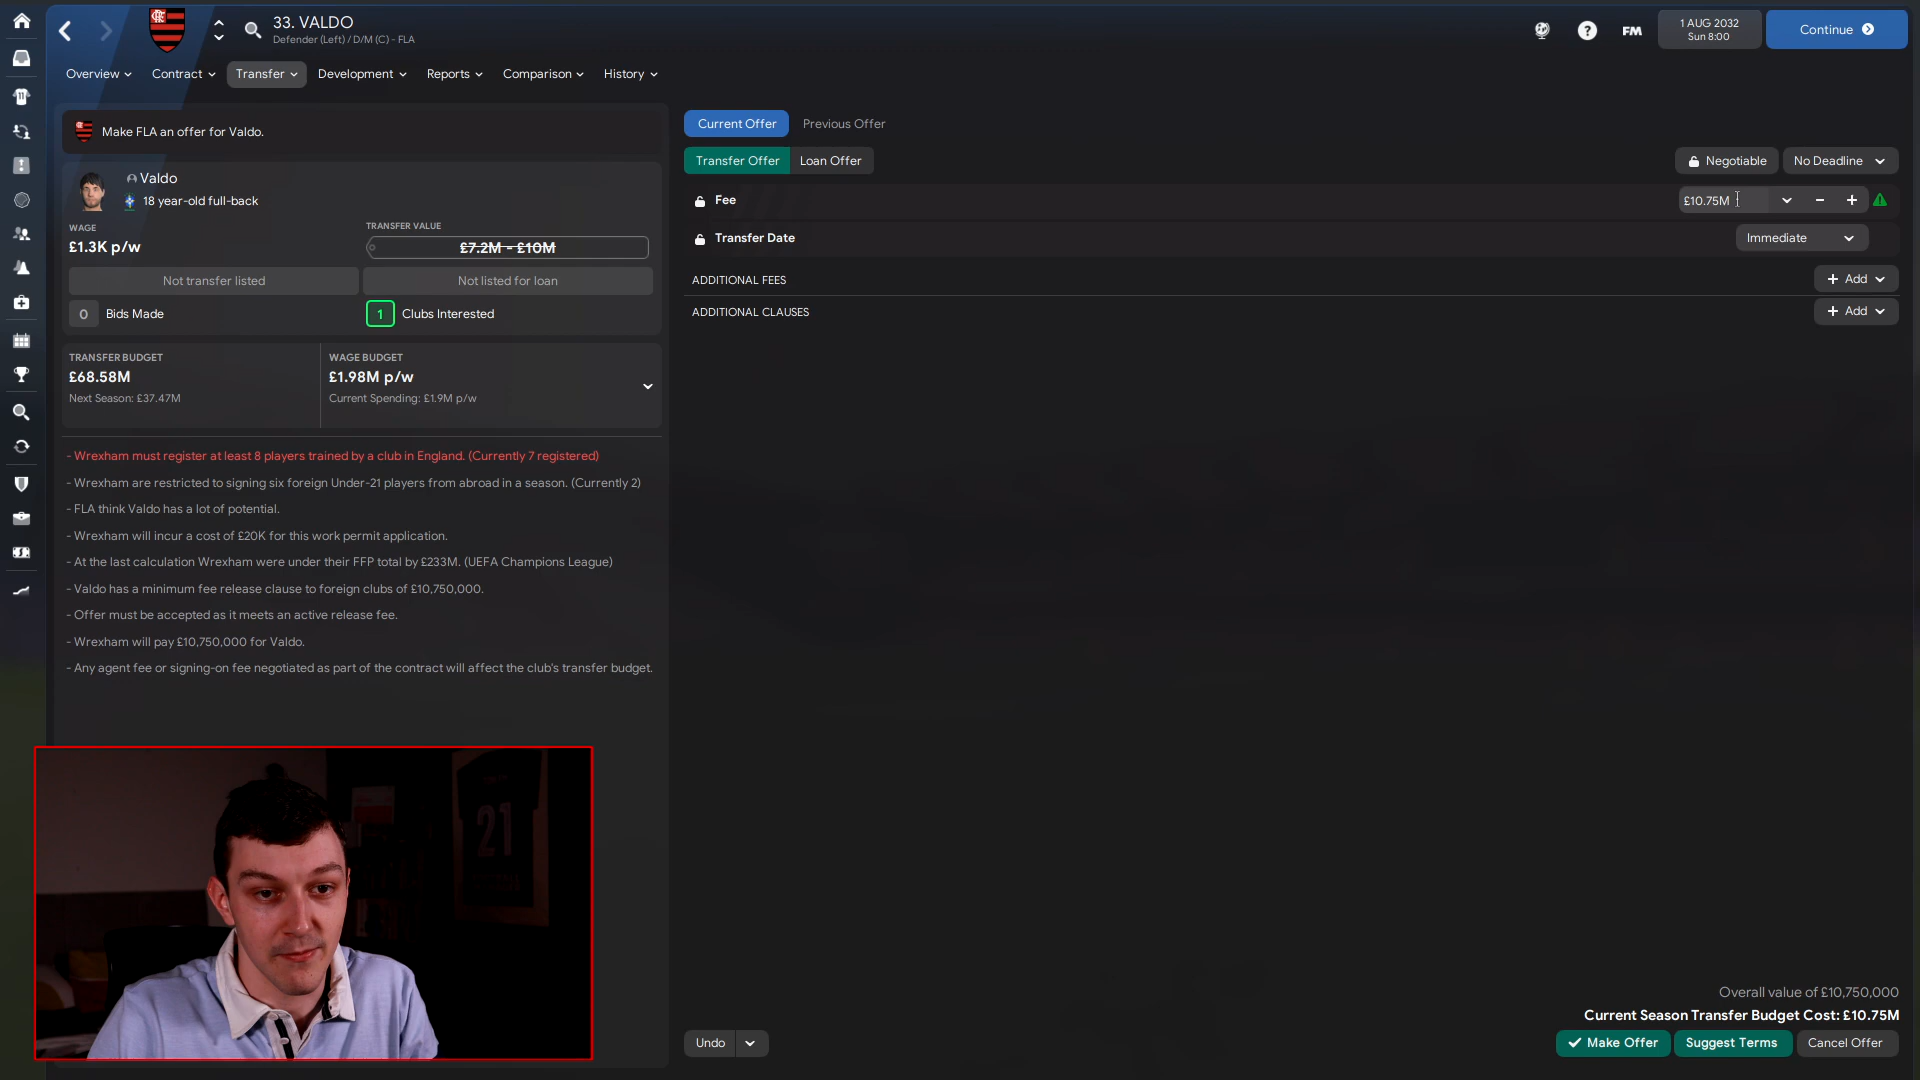 33. VALDO
Defender (Left) / D/M (C) - FLA
FM
1 AUG 2032
Sun 8:00
Continue
Overview
Contract
Transfer
Development
Reports
Comparison
History
Make FLA an offer for Valdo.
Current Offer
Previous Offer
Transfer Offer
Loan Offer
Negotiable
No Deadline
Valdo
18 year-old full-back
Fee
£10.75M
WAGE
£1.3K p/w
TRANSFER VALUE
£7.2M - £10M
Transfer Date
Immediate
Not transfer listed
Not listed for loan
ADDITIONAL FEES
Add
0 Bids Made
1 Clubs Interested
ADDITIONAL CLAUSES
Add
TRANSFER BUDGET
£68.58M
Next Season: £37.47M
WAGE BUDGET
£1.98M p/w
Current Spending: £1.9M p/w
- Wrexham must register at least 8 players trained by a club in England. (Currently 7 registered)
- Wrexham are restricted to signing six foreign Under-21 players from abroad in a season. (Currently 2)
- FLA think Valdo has a lot of potential.
- Wrexham will incur a cost of £20K for this work permit application.
- At the last calculation Wrexham were under their FFP total by £233M. (UEFA Champions League)
- Valdo has a minimum fee release clause to foreign clubs of £10,750,000.
- Offer must be accepted as it meets an active release fee.
- Wrexham will pay £10,750,000 for Valdo.
- Any agent fee or signing-on fee negotiated as part of the contract will affect the club's transfer budget.
21
Overall value of £10,750,000
Current Season Transfer Budget Cost: £10.75M
Undo
Make Offer
Suggest Terms
Cancel Offer